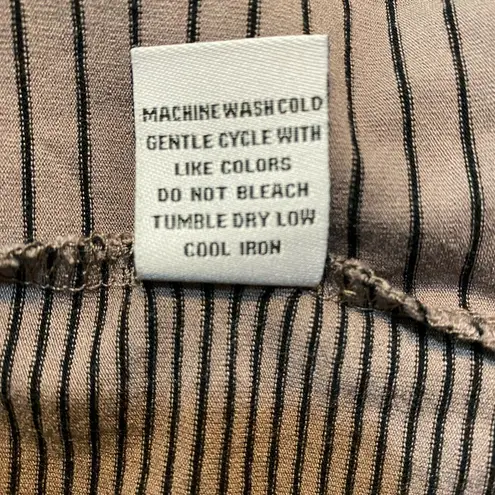 MACHINE WASH COLD
GENTLE CYCLE WITH
LIKE COLORS
DO NOT BLEACH
TUMBLE DRY LOW
COOL IRON